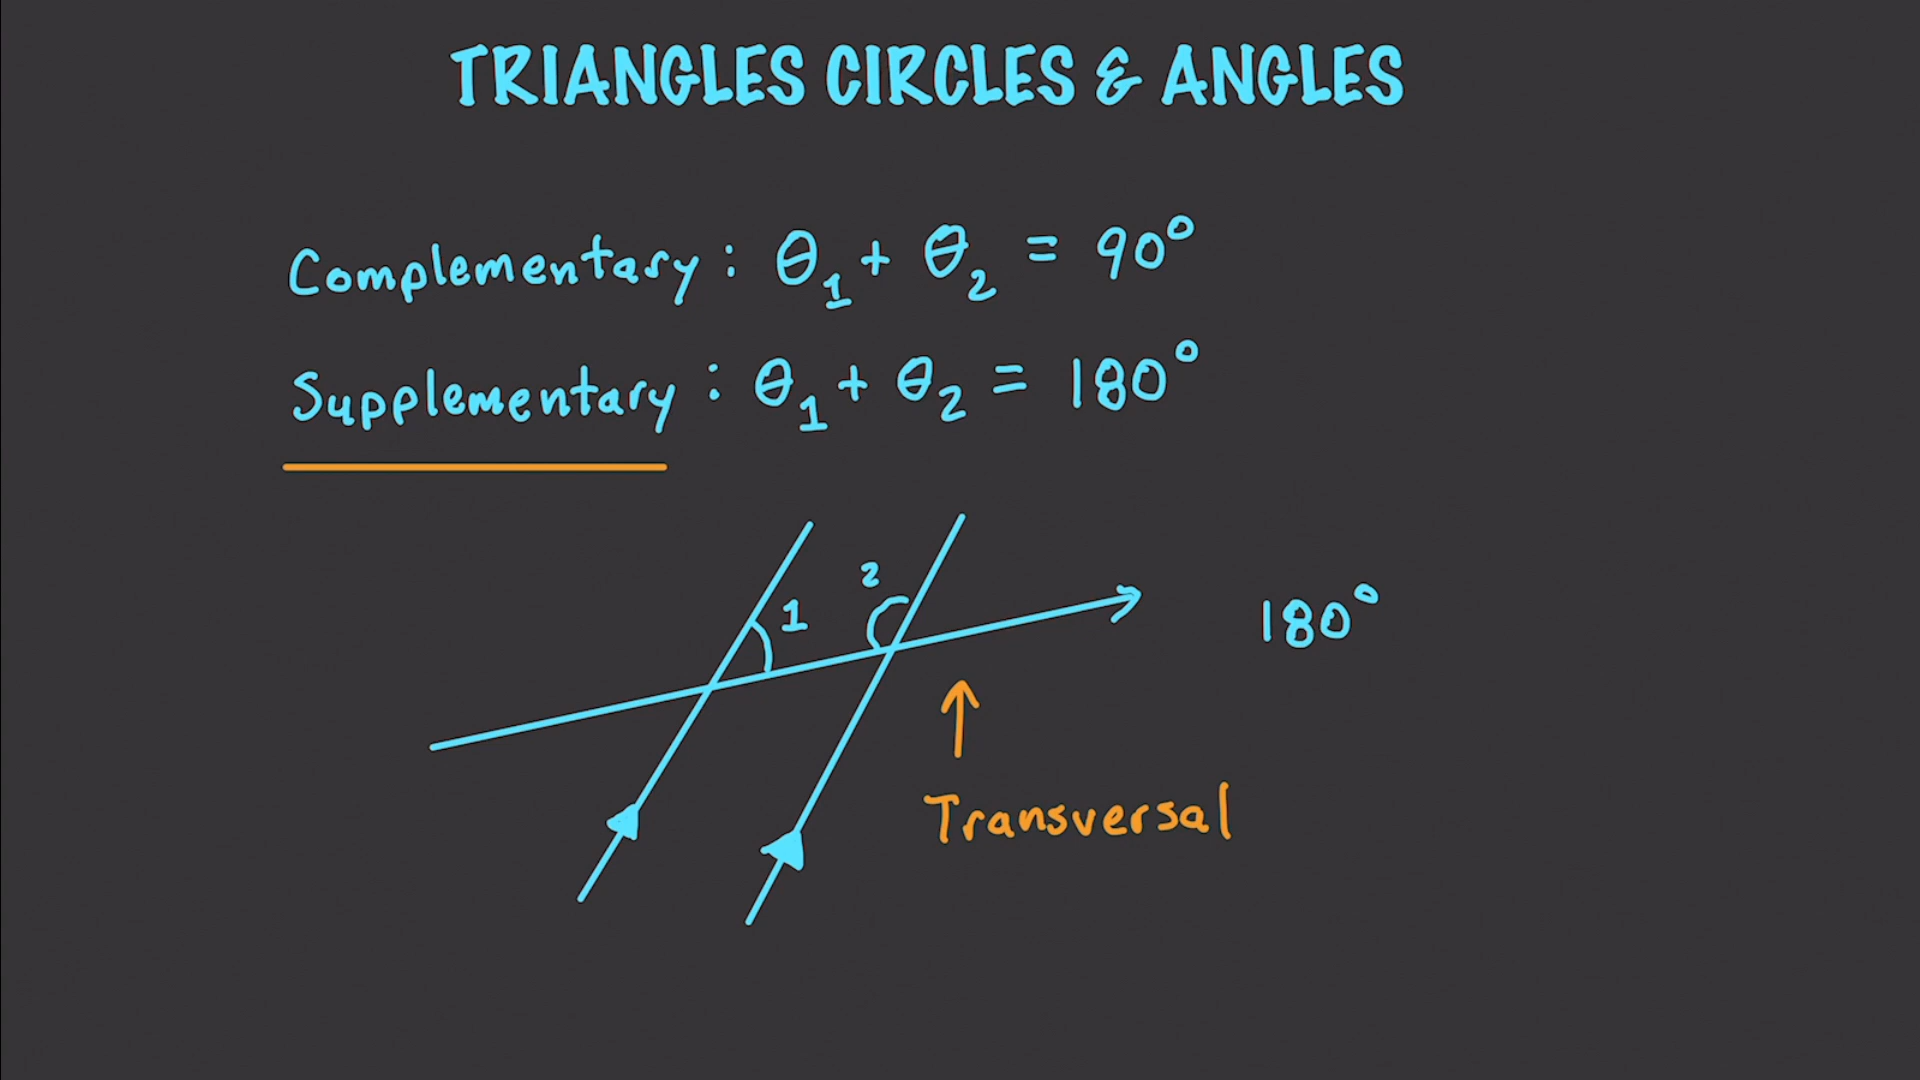 TRIANGLES CIRCLES & ANGLES
Complementary : θ₁ + θ₂ = 90°
Supplementary : θ₁ + θ₂ = 180°
2
1
180°
Transversal